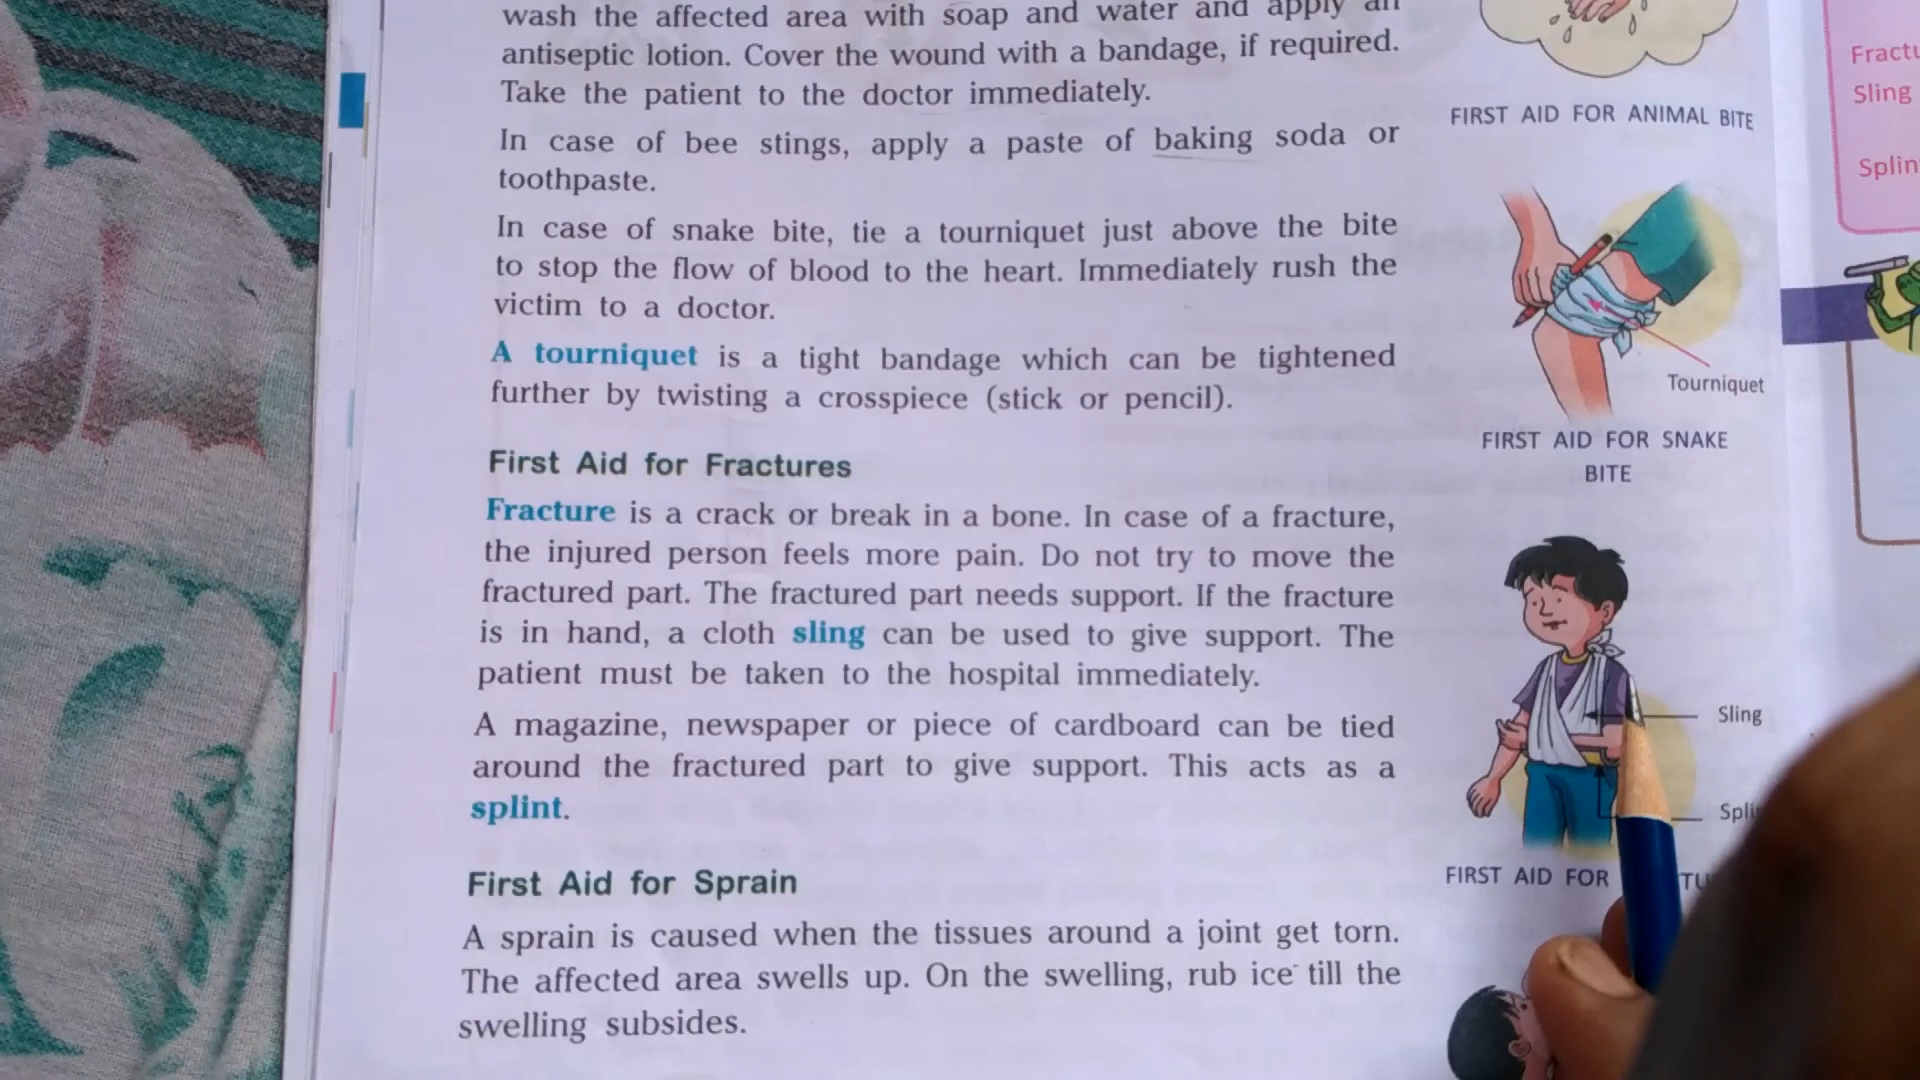 wash the affected area with soap and water and apply an
antiseptic lotion. Cover the wound with a bandage, if required.
Take the patient to the doctor immediately.
In case of bee stings, apply a paste of baking soda or
toothpaste.
In case of snake bite, tie a tourniquet just above the bite
to stop the flow of blood to the heart. Immediately rush the
victim to a doctor.
A tourniquet is a tight bandage which can be tightened
further by twisting a crosspiece (stick or pencil).
First Aid for Fractures
Fracture is a crack or break in a bone. In case of a fracture,
the injured person feels more pain. Do not try to move the
fractured part. The fractured part needs support. If the fracture
is in hand, a cloth sling can be used to give support. The
patient must be taken to the hospital immediately.
A magazine, newspaper or piece of cardboard can be tied
around the fractured part to give support. This acts as a
splint.
First Aid for Sprain
A sprain is caused when the tissues around a joint get torn.
The affected area swells up. On the swelling, rub ice till the
swelling subsides.
FIRST AID FOR ANIMAL BITE
Tourniquet
FIRST AID FOR SNAKE
BITE
Sling
FIRST AID FOR
Sling